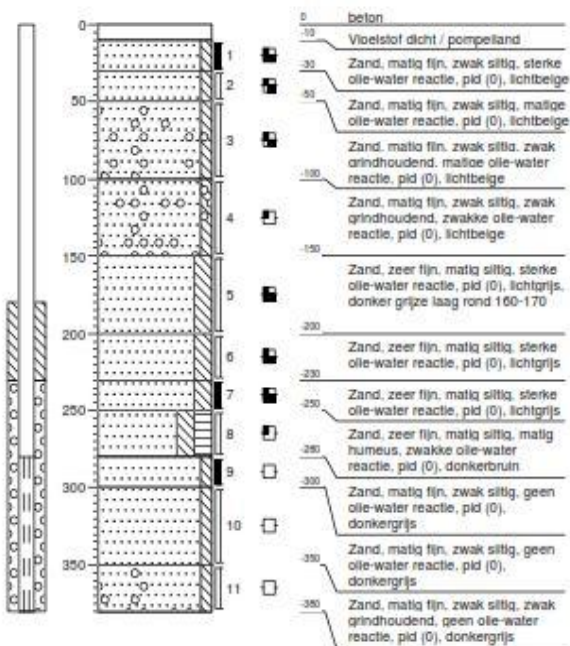 0
50
100
150
200
250
300
350
1
2
3
4
5
6
7
8
9
10
11
0 beton
-10 Vloeistof dicht / pompeiland
-30 Zand, matig fijn, zwak siltig, sterke
olie-water reactie, pid (0), lichtbeige
-50 Zand, matig fijn, zwak siltig, matige
olie-water reactie, pid (0), lichtbeige
Zand, matig fijn, zwak siltig, zwak
grindhoudend, matige olie-water
-100 reactie, pid (0), lichtbeige
Zand, matig fijn, zwak siltig, zwak
grindhoudend, zwakke olie-water
reactie, pid (0), lichtbeige
-150
Zand, zeer fijn, matig siltig, sterke
olie-water reactie, pid (0), lichtgrijs,
donker grijze laag rond 160-170
-200
Zand, zeer fijn, matig siltig, sterke
olie-water reactie, pid (0), lichtgrijs
-230
Zand, zeer fijn, matig siltig, sterke
-250 olie-water reactie, pid (0), lichtgrijs
Zand, zeer fijn, matig siltig, matig
humeus, zwakke olie-water
-280 reactie, pid (0), donkerbruin
-300 Zand, matig fijn, zwak siltig, geen
olie-water reactie, pid (0),
donkergrijs
-350 Zand, matig fijn, zwak siltig, geen
olie-water reactie, pid (0),
donkergrijs
-380 Zand, matig fijn, zwak siltig, zwak
grindhoudend, geen olie-water
reactie, pid (0), donkergrijs